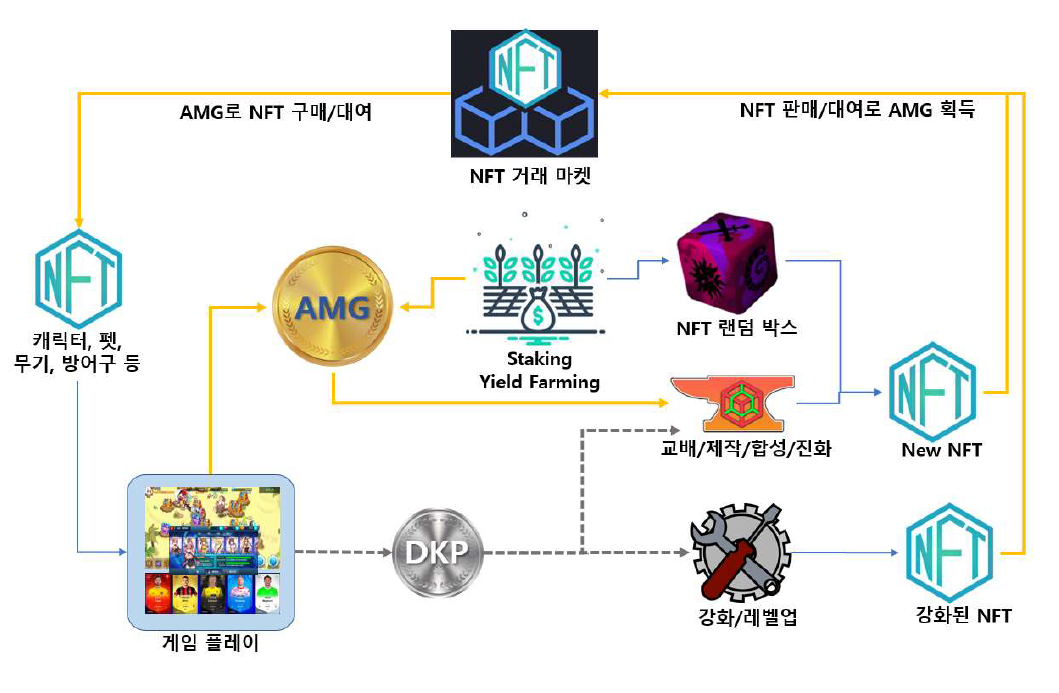 NFT
AMG로 NFT 구매/대여
NFT 판매/대여로 AMG 획득
NFT 거래 마켓
NFT
캐릭터, 펫,
무기, 방어구 등
AMG
$
Staking
Yield Farming
NFT 랜덤 박스
교배/제작/합성/진화
NFT
New NFT
게임 플레이
DKP
강화/레벨업
NFT
강화된 NFT